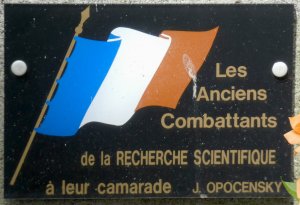 Les
Anciens
Combattants
de la RECHERCHE SCIENTIFIQUE
à leur camarade J. OPOCENSKY